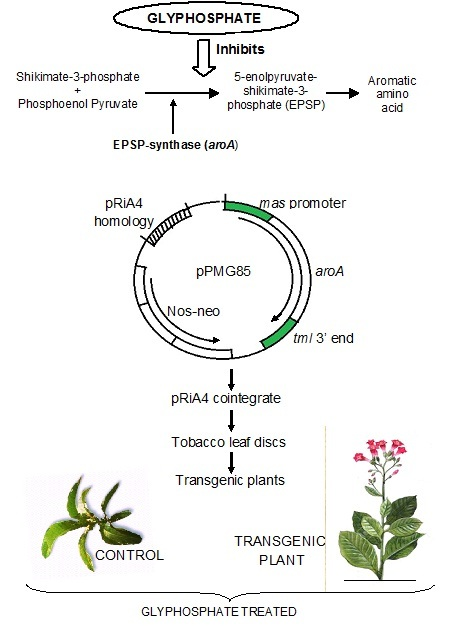 GLYPHOSPHATE
Inhibits
Shikimate-3-phosphate
+
Phosphoenol Pyruvate
5-enolpyruvate-
shikimate-3-
phosphate (EPSP)
Aromatic
amino
acid
EPSP-synthase (aroA)
pRiA4
homology
mas promoter
pPMG85
aroA
Nos-neo
tml 3' end
pRiA4 cointegrate
Tobacco leaf discs
Transgenic plants
CONTROL
TRANSGENIC
PLANT
GLYPHOSPHATE TREATED